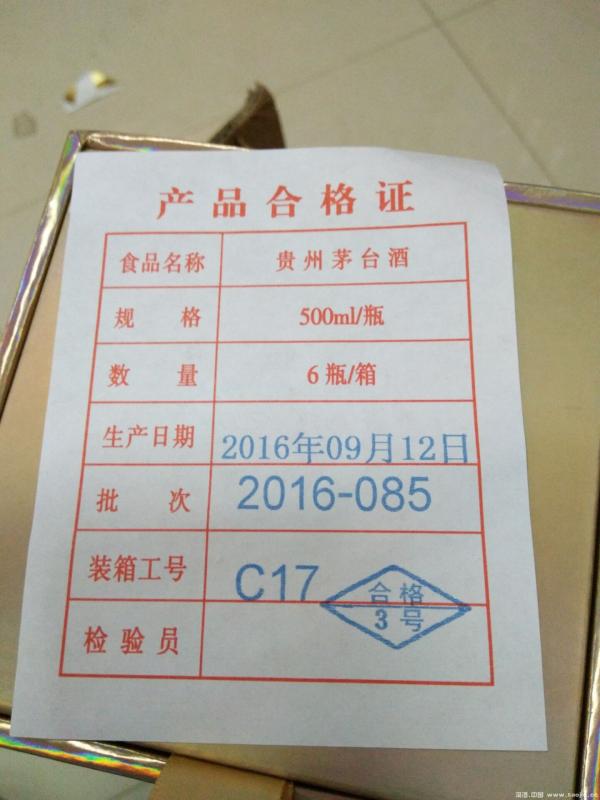 产品合格证
食品名称 贵州茅台酒
规格 500ml/瓶
数量 6瓶/箱
生产日期 2016年09月12日
批次 2016-085
装箱工号 C17
合格
3号
检验员